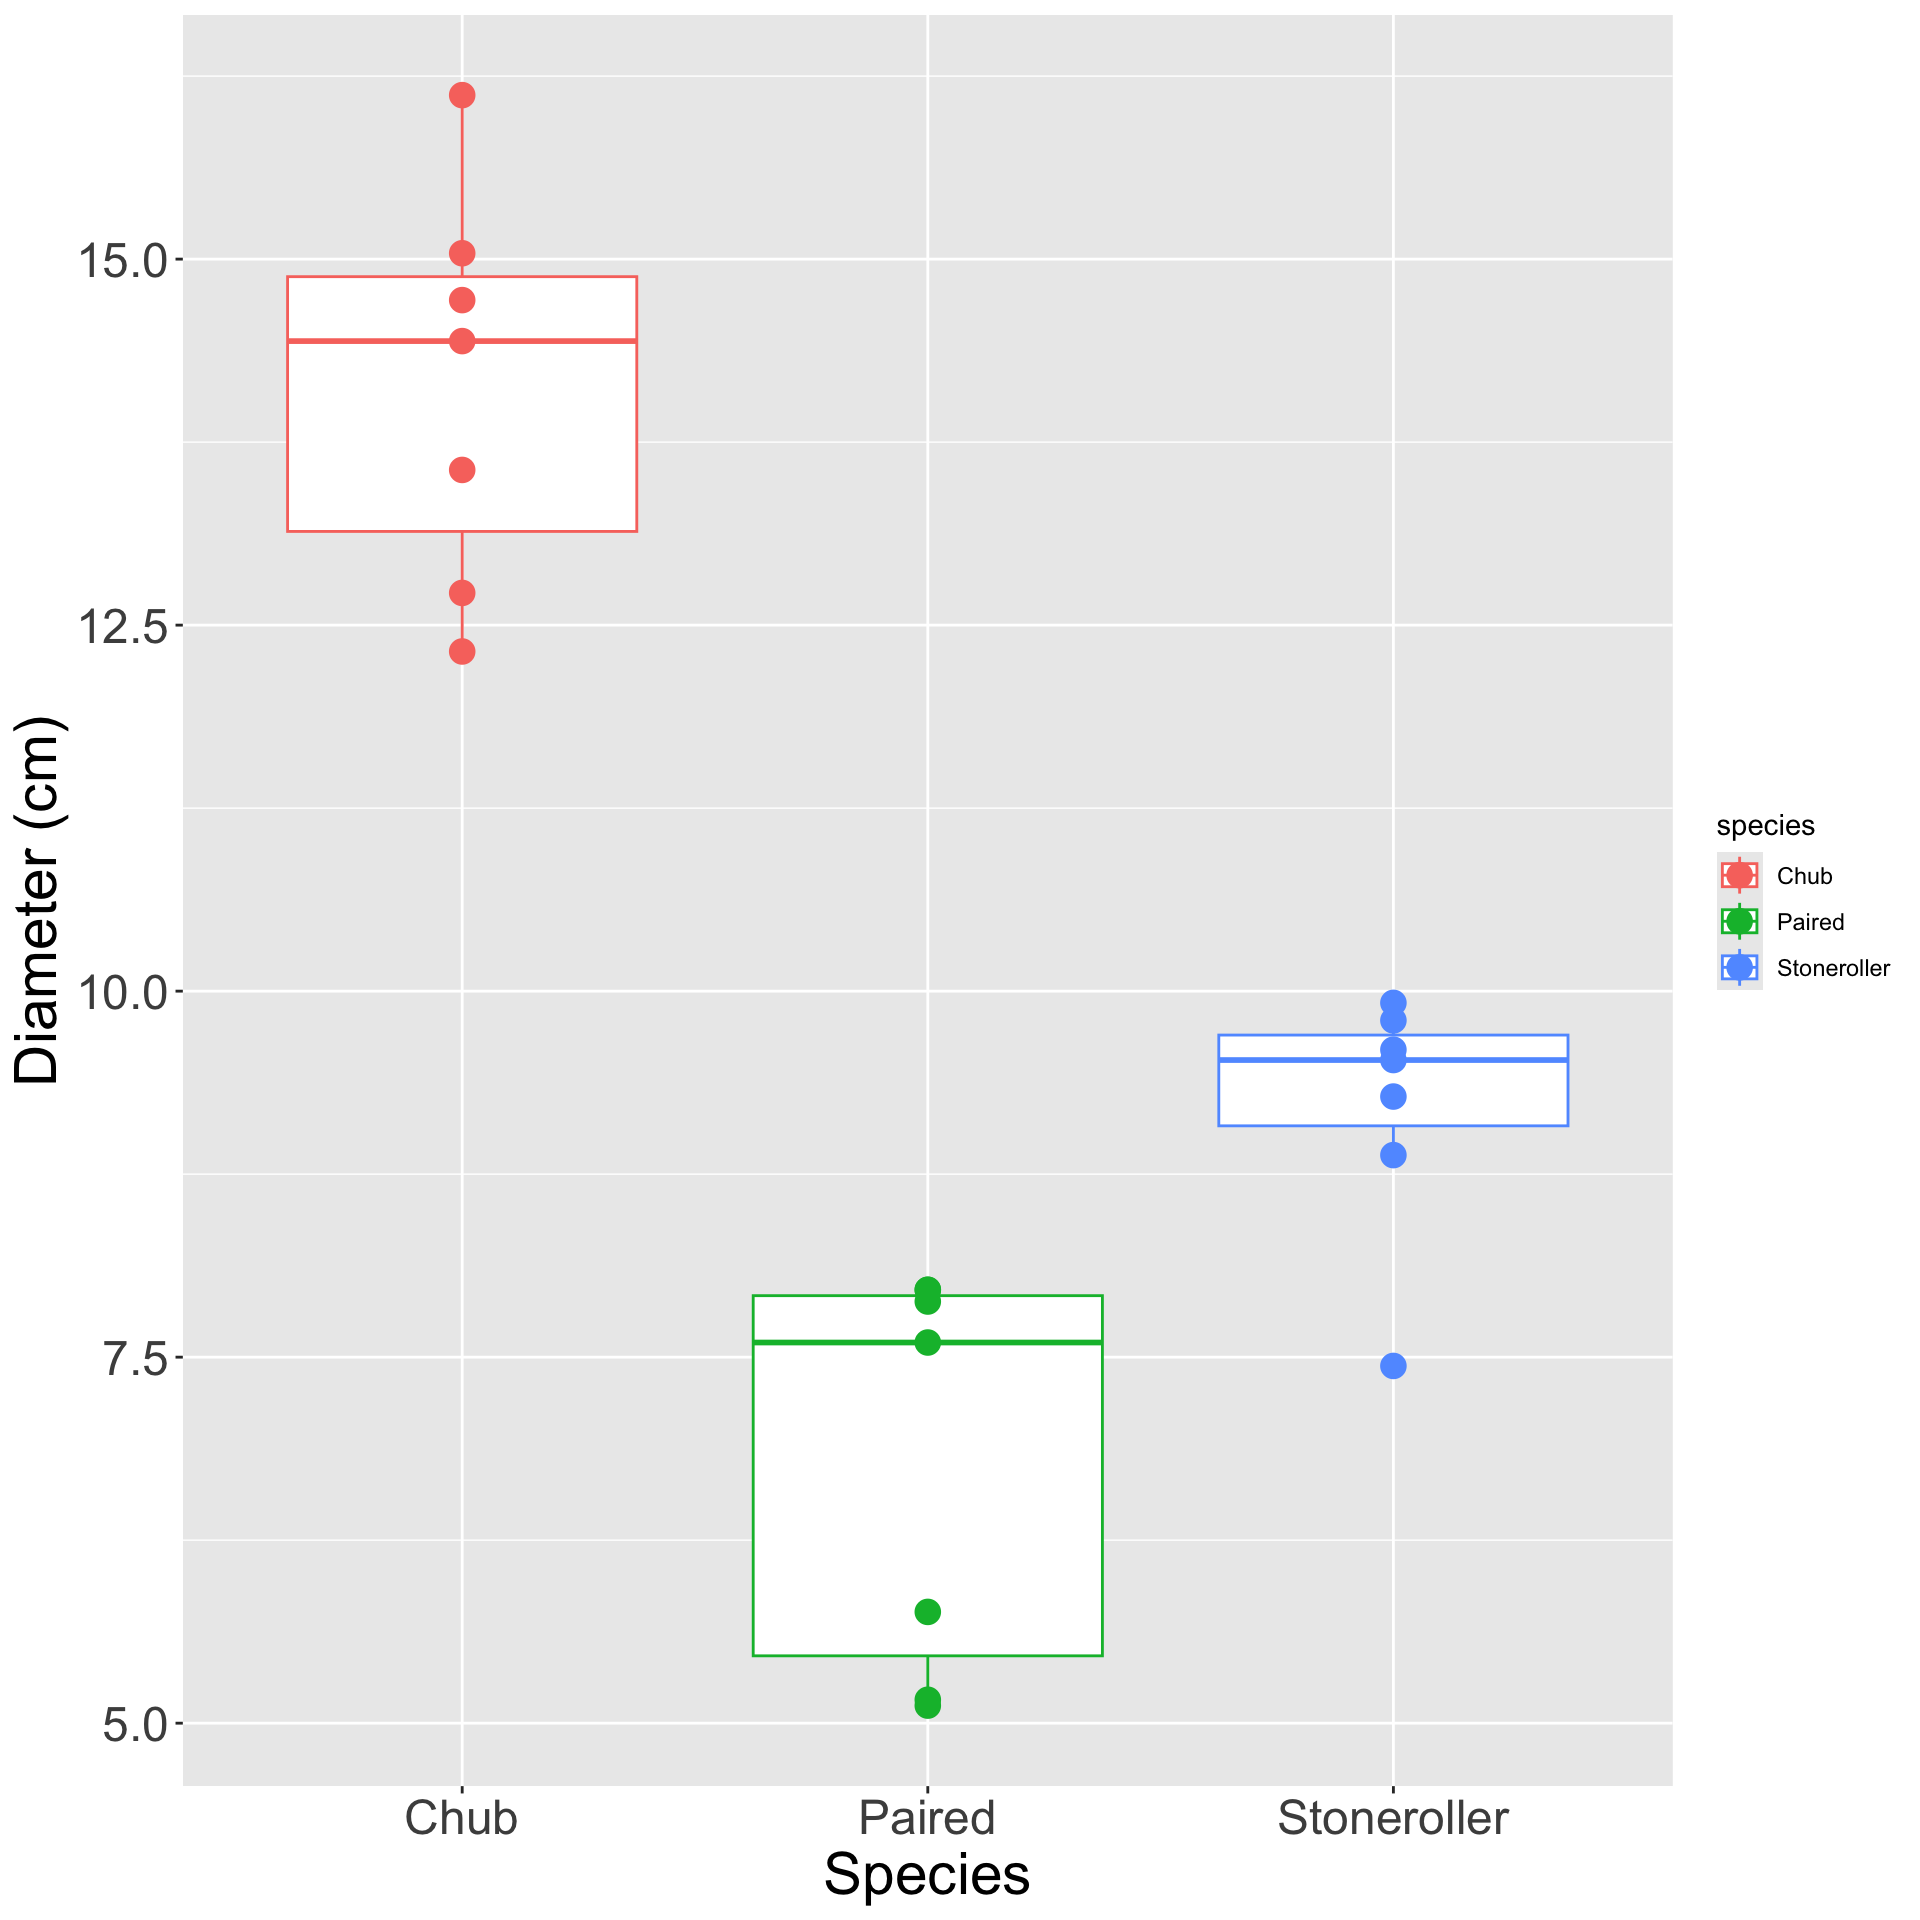 15.0
12.5
10.0
7.5
5.0
Diameter (cm)
Chub
Paired
Stoneroller
Species
species
Chub
Paired
Stoneroller